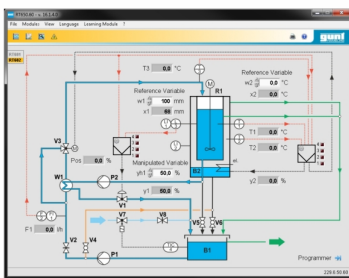 File Modules View Language Learning Module ?
gunt
T3 0,0 °C
Reference Variable
w1 100 mm
x1 60 mm
R1
Reference Variable
w2 0,0 °C
x2 0,0 °C
T1 0,0 °C
T2 0,0 °C
V3
Pos 0,0 %
Manipulated Variable
yh1 50,0 %
y1 50,0 %
B2
el.
y2 0,0 %
W1
P2
V1
V7
V8
V5
V6
F1 0,0 l/h
V2
V4
P1
B1
Programmer